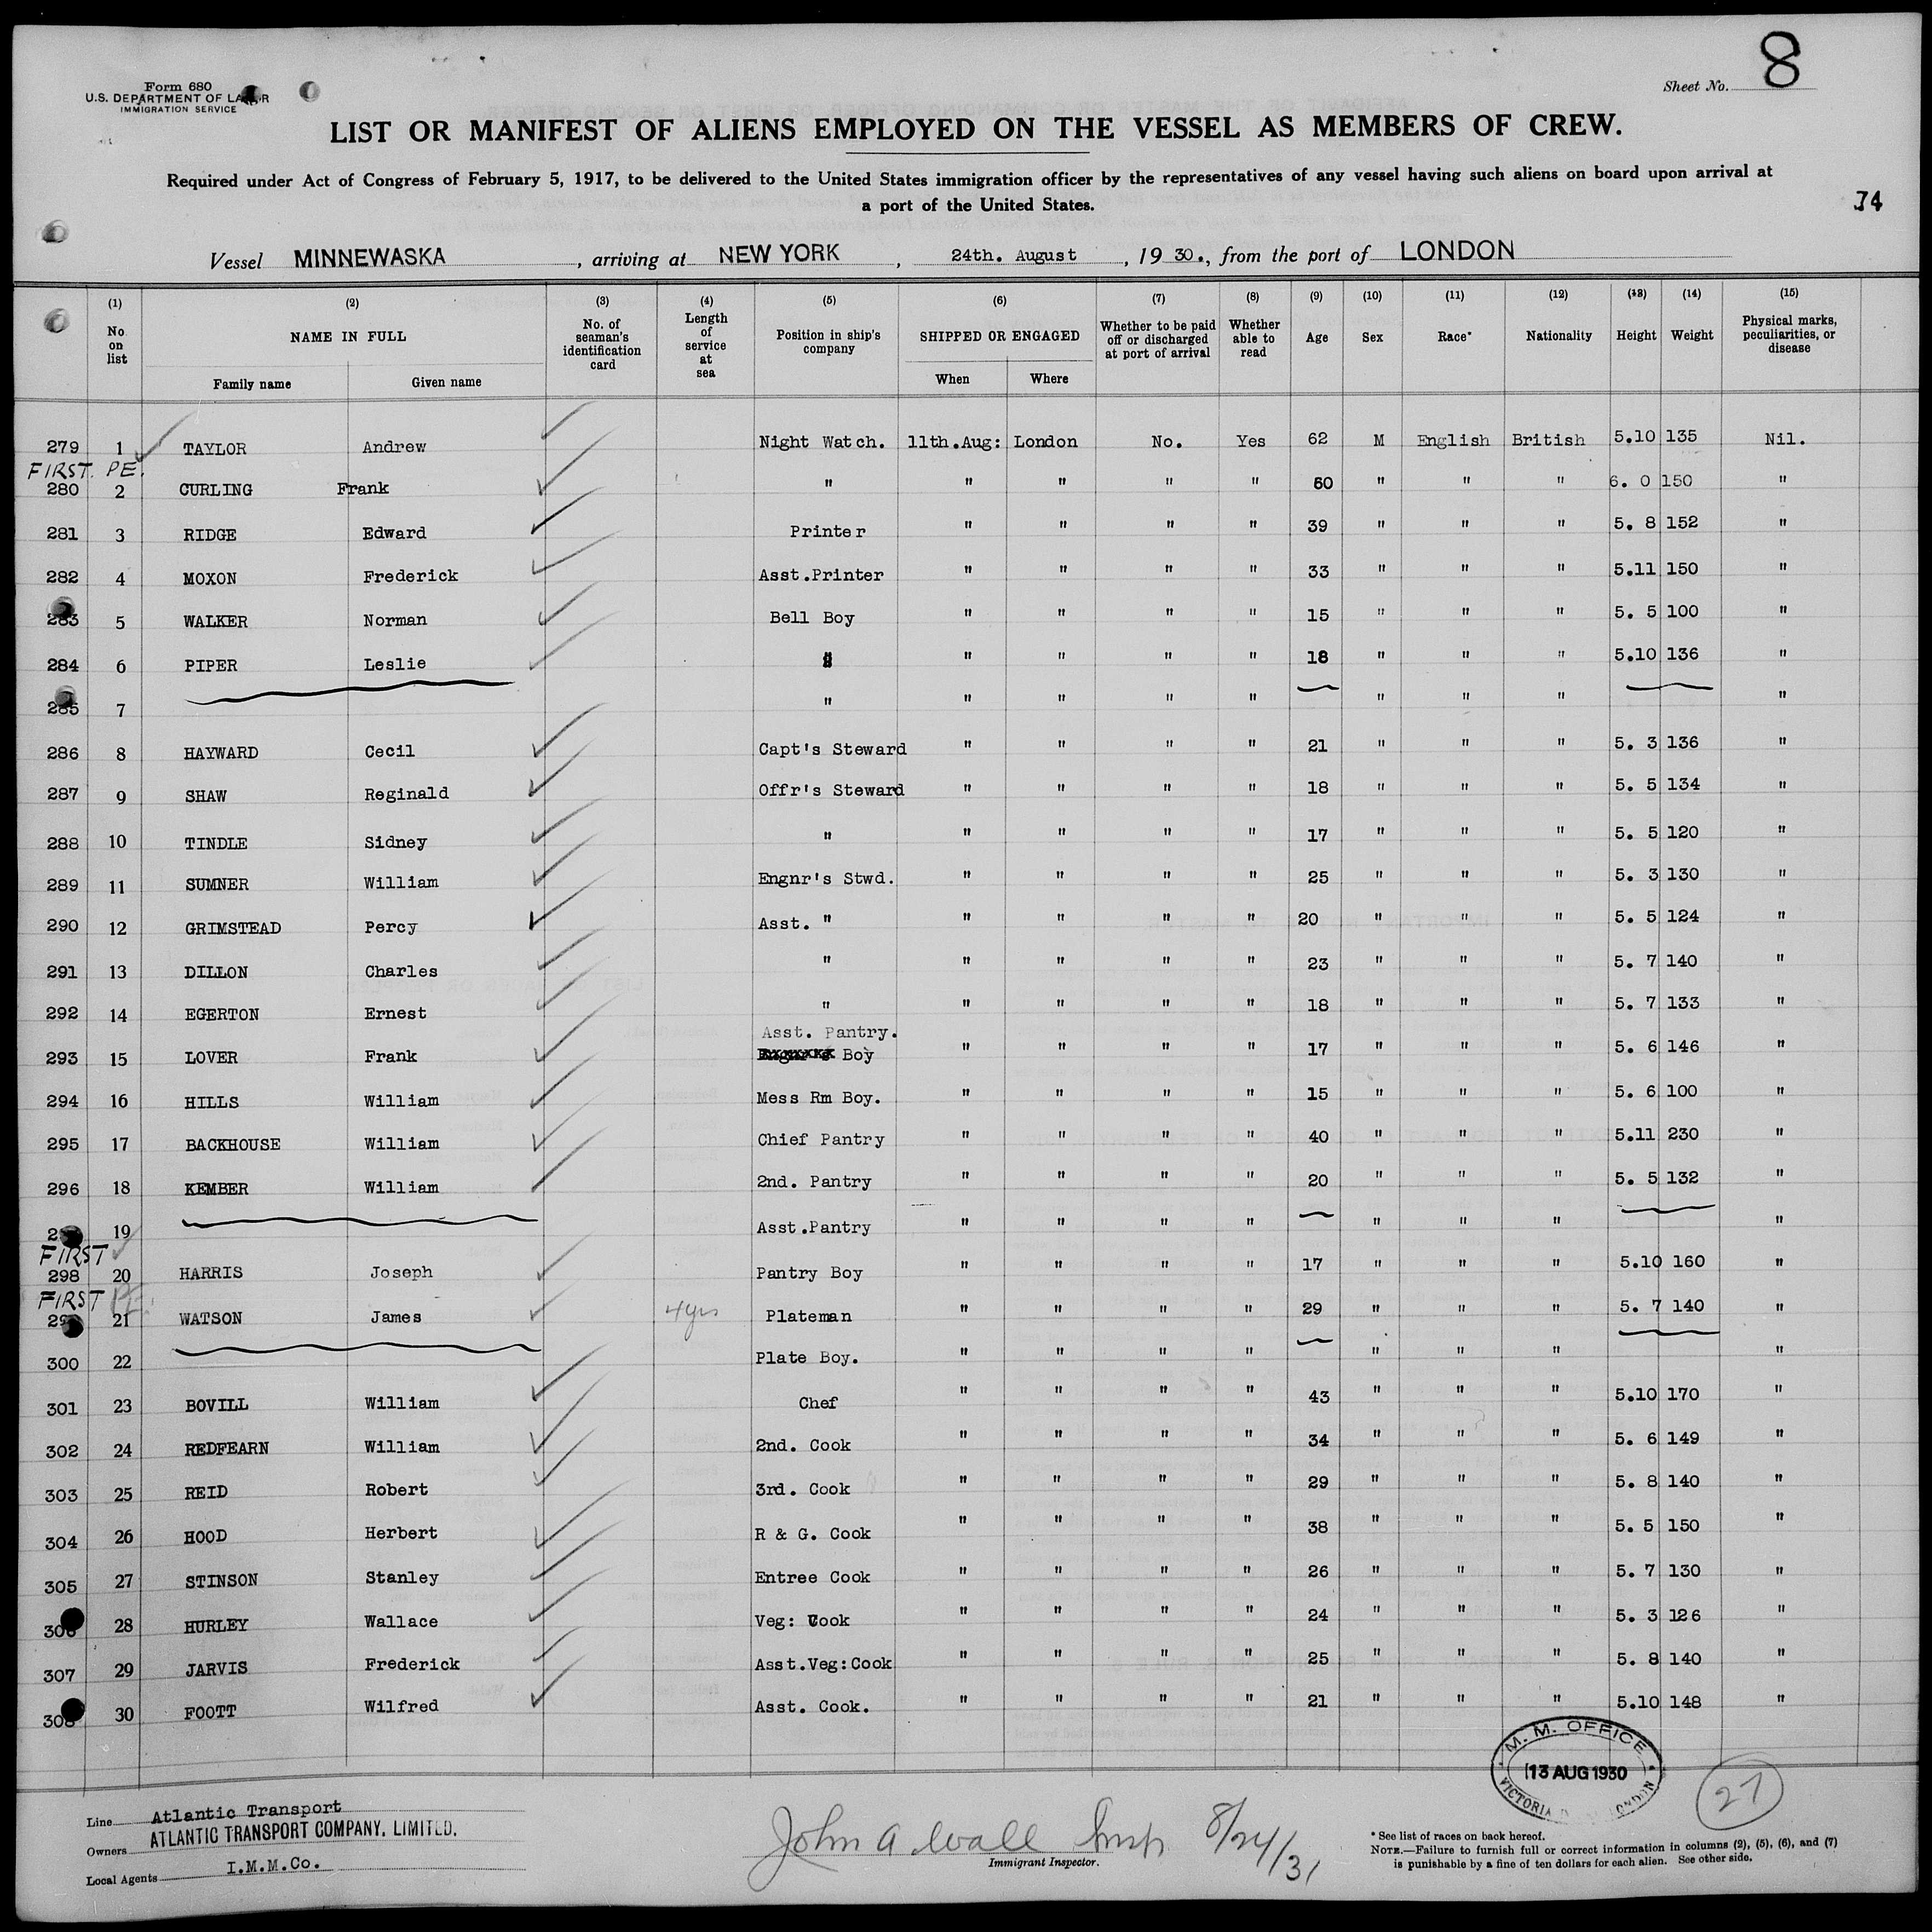 Form 680
U.S. DEPARTMENT OF LABOR
IMMIGRATION SERVICE
Sheet No. 8
LIST OR MANIFEST OF ALIENS EMPLOYED ON THE VESSEL AS MEMBERS OF CREW.
Required under Act of Congress of February 5, 1917, to be delivered to the United States immigration officer by the representatives of any vessel having such aliens on board upon arrival at
a port of the United States.
74
Vessel MINNEWASKA, arriving at NEW YORK, 24th. August, 1930., from the port of LONDON
(1) (2) (3) (4) (5) (6) (7) (8) (9) (10) (11) (12) (13) (14) (15)
No. on list NAME IN FULL No. of seaman's identification card Length of service at sea Position in ship's company SHIPPED OR ENGAGED Whether to be paid off or discharged at port of arrival Whether able to read Age Sex Race* Nationality Height Weight Physical marks, peculiarities, or disease
Family name Given name When Where
279 1 TAYLOR Andrew Night Watch. 11th.Aug: London No. Yes 62 M English British 5.10 135 Nil.
FIRST. PE.
280 2 CURLING Frank " " " " " 60 " " " 6. 0 150 "
281 3 RIDGE Edward Printer " " " " 39 " " " 5. 8 152 "
282 4 MOXON Frederick Asst.Printer " " " " 33 " " " 5.11 150 "
283 5 WALKER Norman Bell Boy " " " " 15 " " " 5. 5 100 "
284 6 PIPER Leslie " " " " " 18 " " " 5.10 136 "
285 7 " " " " " " " " "
286 8 HAYWARD Cecil Capt's Steward " " " " 21 " " " 5. 3 136 "
287 9 SHAW Reginald Offr's Steward " " " " 18 " " " 5. 5 134 "
288 10 TINDLE Sidney " " " " " 17 " " " 5. 5 120 "
289 11 SUMNER William Engnr's Stwd. " " " " 25 " " " 5. 3 130 "
290 12 GRIMSTEAD Percy Asst. " " " " " 20 " " " 5. 5 124 "
291 13 DILLON Charles " " " " " 23 " " " 5. 7 140 "
292 14 EGERTON Ernest " " " " " 18 " " " 5. 7 133 "
Asst. Pantry.
293 15 LOVER Frank Boy " " " " 17 " " " 5. 6 146 "
294 16 HILLS William Mess Rm Boy. " " " " 15 " " " 5. 6 100 "
295 17 BACKHOUSE William Chief Pantry " " " " 40 " " " 5.11 230 "
296 18 KEMBER William 2nd. Pantry " " " " 20 " " " 5. 5 132 "
19 Asst.Pantry " " " " " " " "
FIRST
298 20 HARRIS Joseph Pantry Boy " " " " 17 " " " 5.10 160 "
FIRST PE.
21 WATSON James 4yrs Plateman " " " " 29 " " " 5. 7 140 "
300 22 Plate Boy. " " " " " " " "
301 23 BOVILL William Chef " " " " 43 " " " 5.10 170 "
302 24 REDFEARN William 2nd. Cook " " " " 34 " " " 5. 6 149 "
303 25 REID Robert 3rd. Cook " " " " 29 " " " 5. 8 140 "
304 26 HOOD Herbert R & G. Cook " " " " 38 " " " 5. 5 150 "
305 27 STINSON Stanley Entree Cook " " " " 26 " " " 5. 7 130 "
306 28 HURLEY Wallace Veg: Cook " " " " 24 " " " 5. 3 126 "
307 29 JARVIS Frederick Asst.Veg:Cook " " " " 25 " " " 5. 8 140 "
308 30 FOOTT Wilfred Asst. Cook. " " " " 21 " " " 5.10 148 "
M. M. OFFICE
13 AUG 1930
VICTORIA LONDON
27
Line Atlantic Transport
Owners ATLANTIC TRANSPORT COMPANY, LIMITED.
Local Agents I.M.M.Co.
John A Wall Insp 8/24/31
Immigrant Inspector.
* See list of races on back hereof.
NOTE.—Failure to furnish full or correct information in columns (2), (5), (6), and (7)
is punishable by a fine of ten dollars for each alien. See other side.